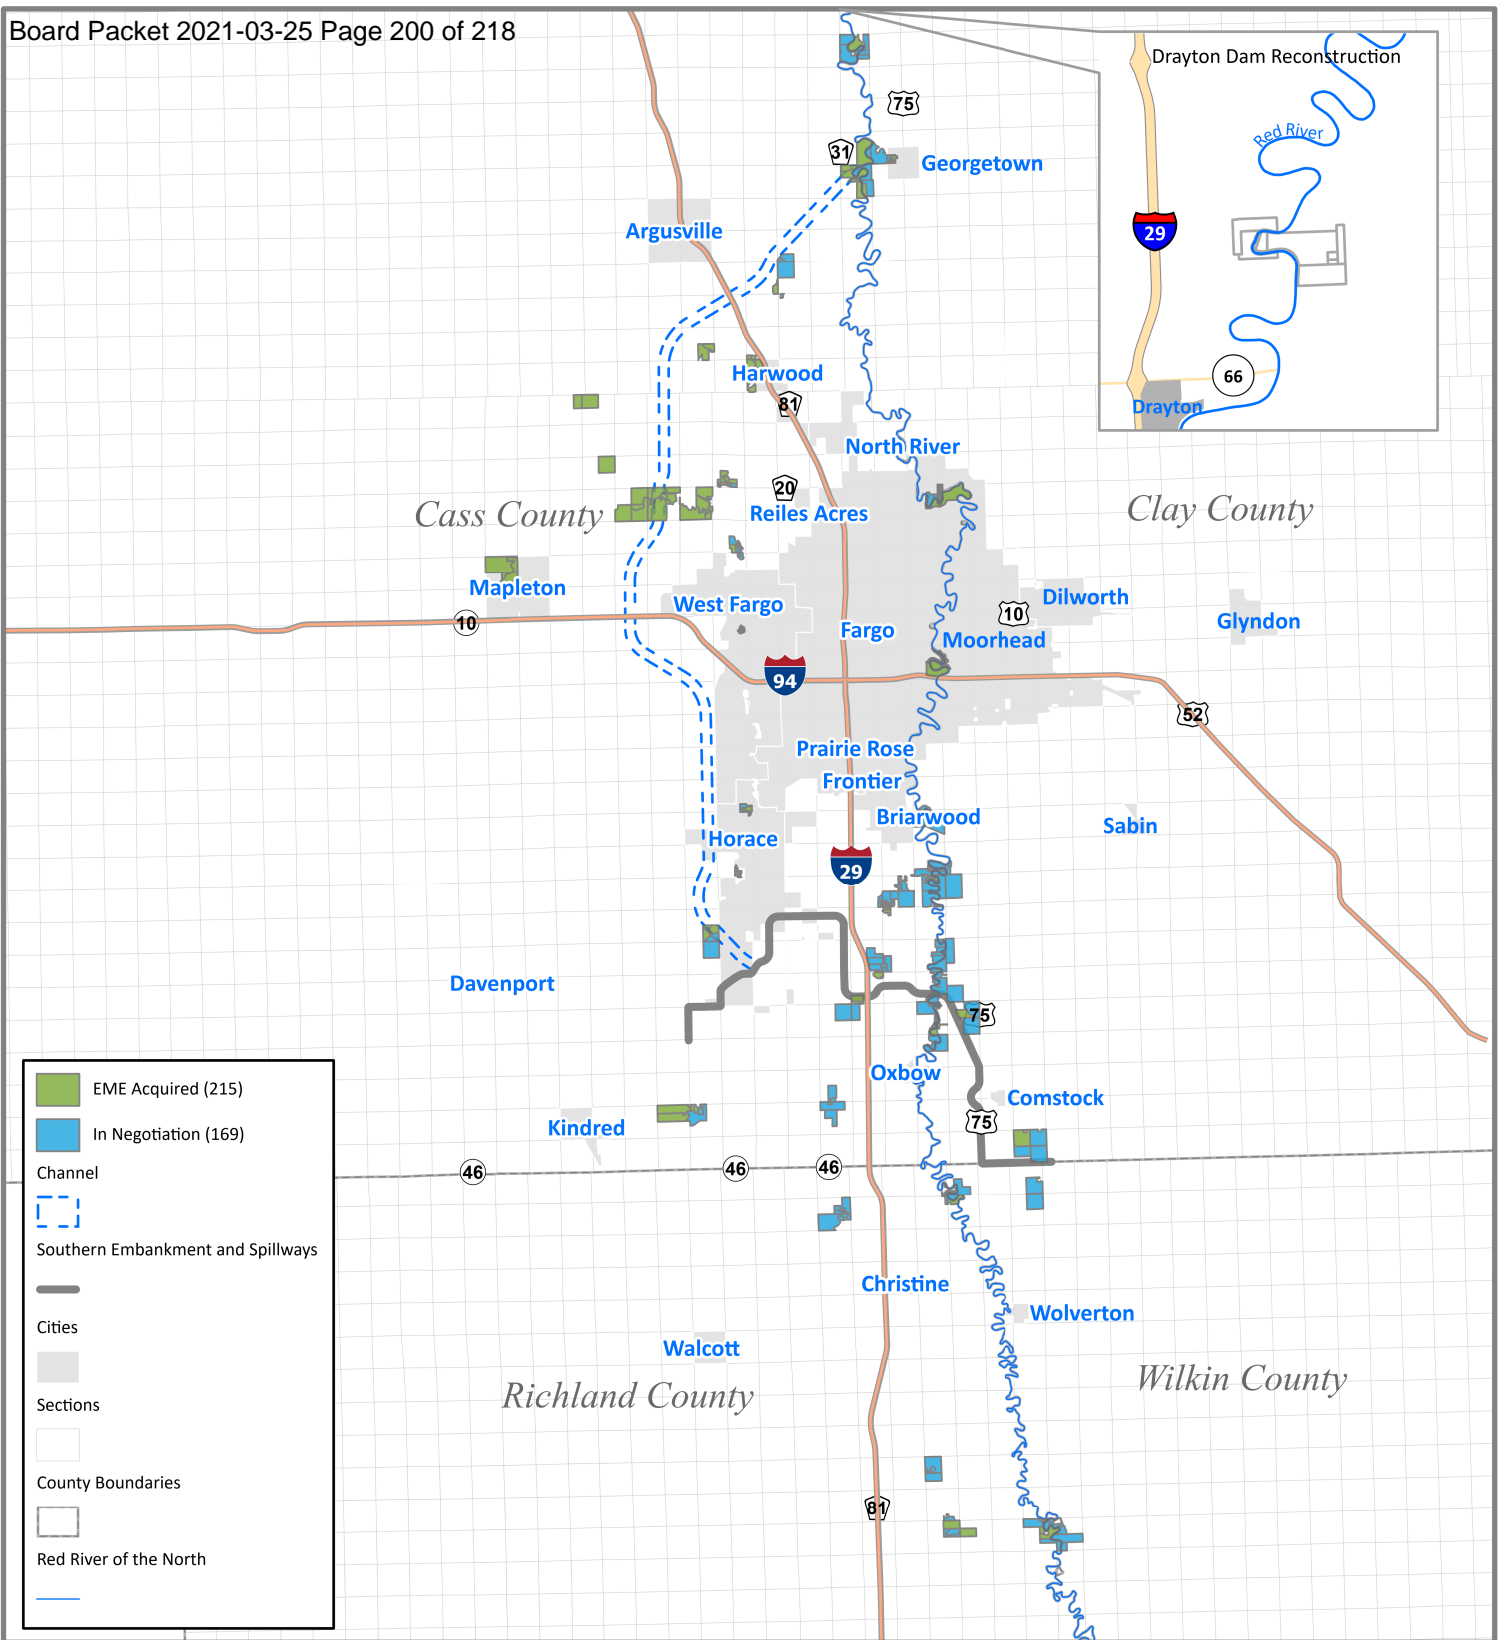 Board Packet 2021-03-25 Page 200 of 218
Drayton Dam Reconstruction
Red River
29
66
Drayton
75
31
Georgetown
Argusville
Harwood
81
North River
20
Reiles Acres
Cass County
Clay County
Mapleton
10
West Fargo
Fargo
10
Dilworth
Moorhead
Glyndon
94
52
Prairie Rose
Frontier
Briarwood
Sabin
Horace
29
Davenport
75
Oxbow
Comstock
75
Kindred
46
46
46
Christine
Wolverton
Walcott
Richland County
Wilkin County
81
EME Acquired (215)
In Negotiation (169)
Channel
Southern Embankment and Spillways
Cities
Sections
County Boundaries
Red River of the North